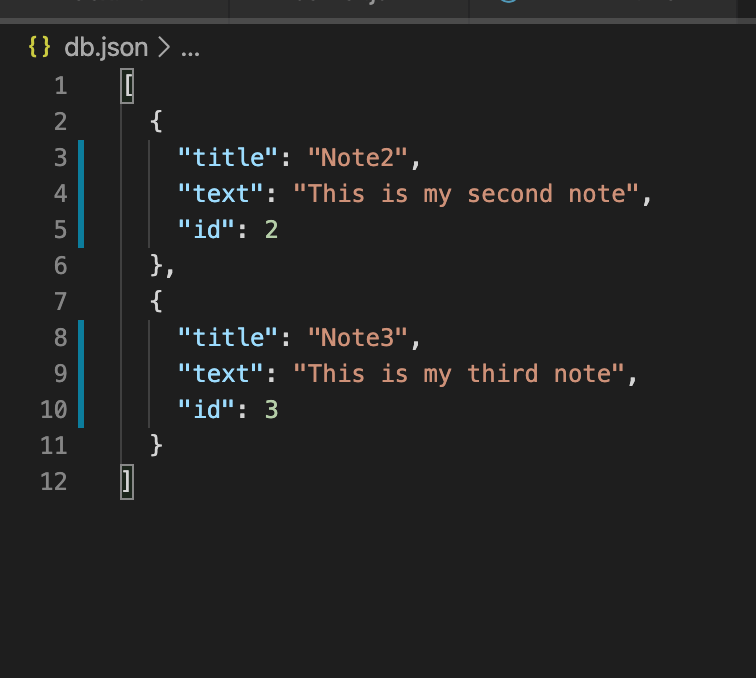 {} db.json > ...
1 [
2 {
3 "title": "Note2",
4 "text": "This is my second note",
5 "id": 2
6 },
7 {
8 "title": "Note3",
9 "text": "This is my third note",
10 "id": 3
11 }
12 ]